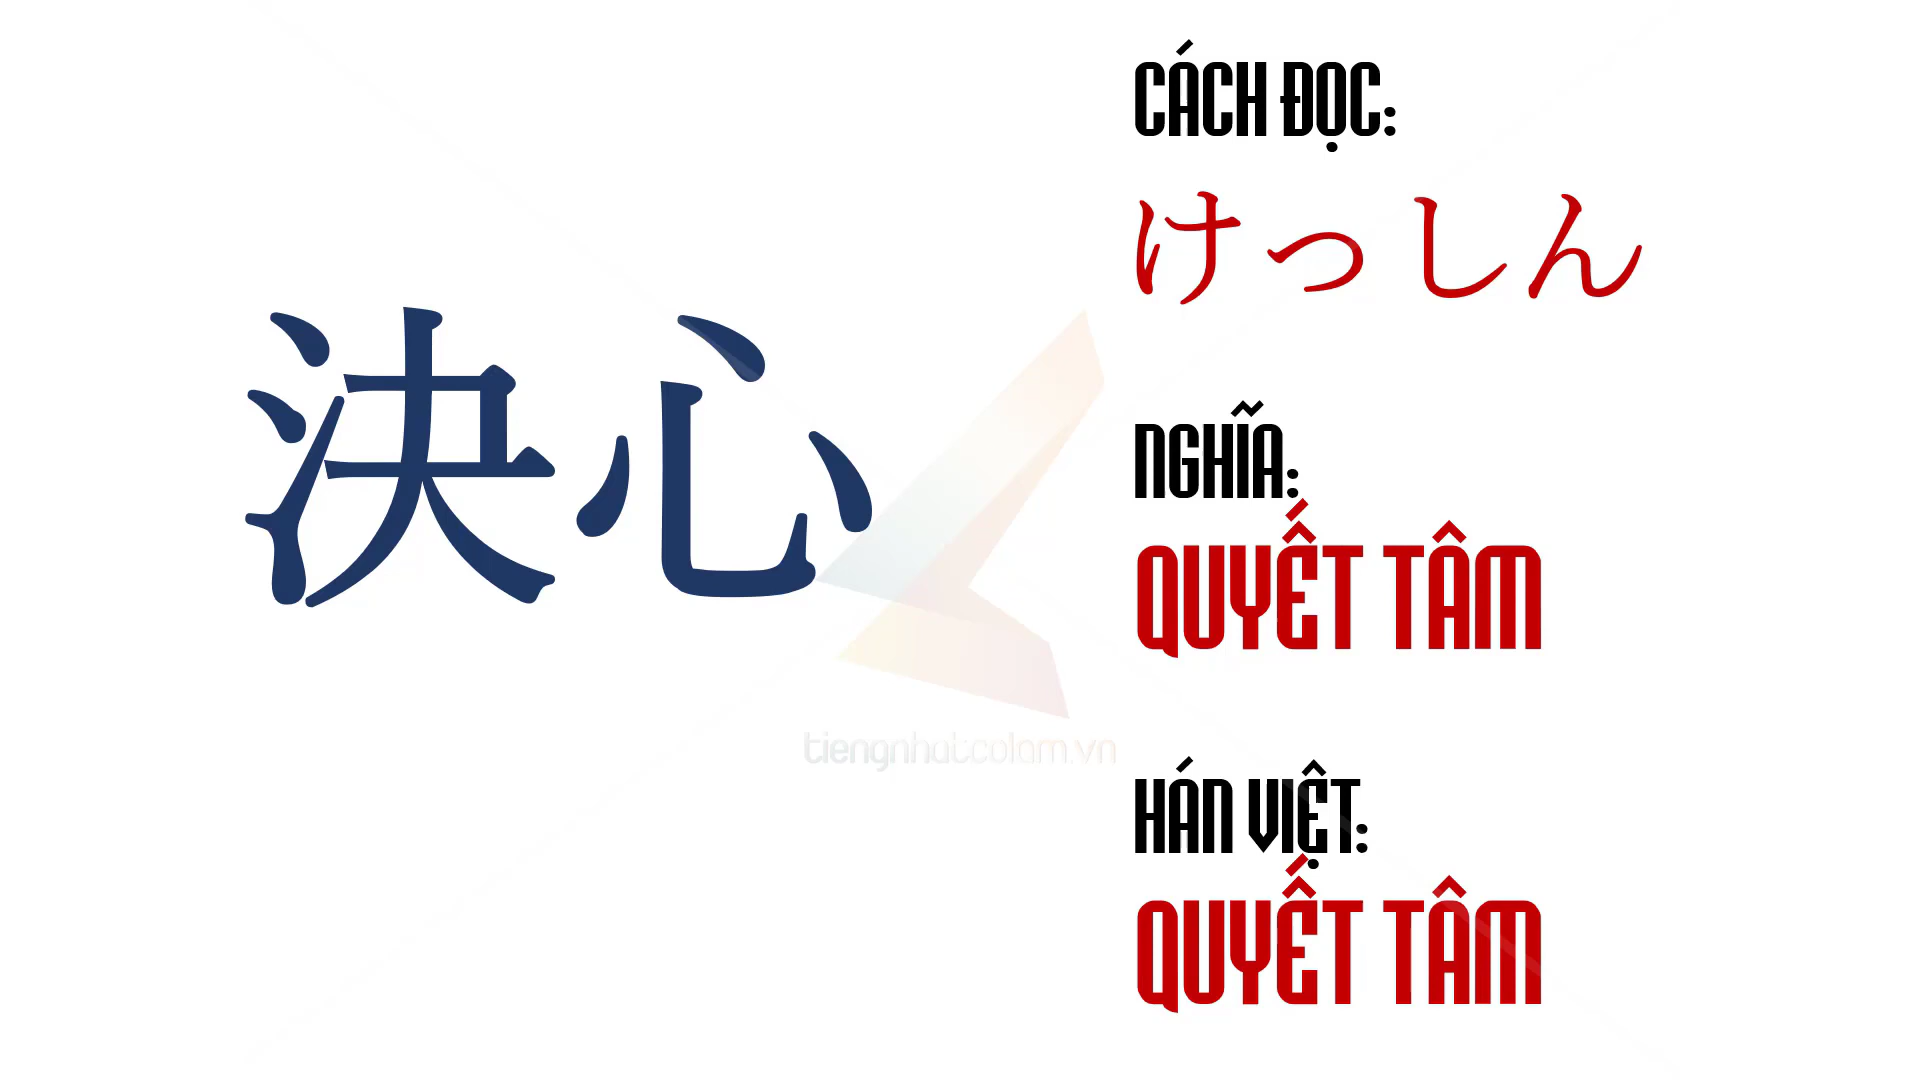 決心
CÁCH ĐỌC:
けっしん
NGHĨA:
QUYẾT TÂM
tiengnhatcolam.vn
HÁN VIỆT:
QUYẾT TÂM